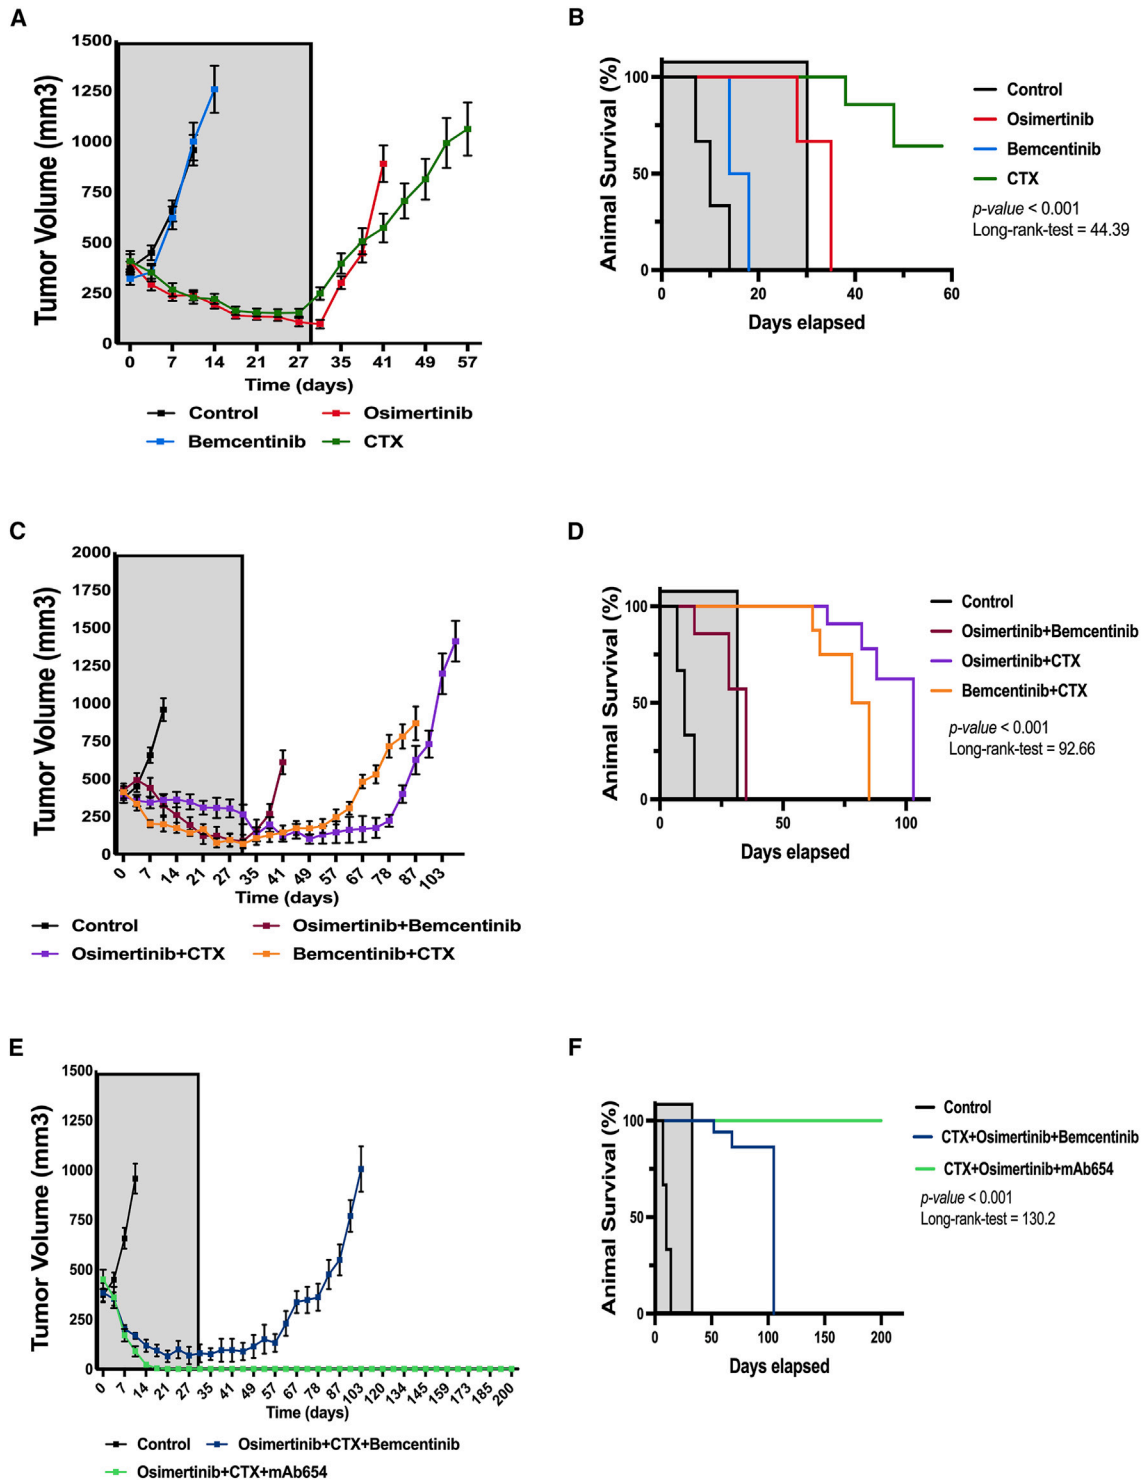 A
Tumor Volume (mm3)
1500
1250
1000
750
500
250
0
0 7 14 21 27 35 41 49 57
Time (days)
Control
Osimertinib
Bemcentinib
CTX
B
Animal Survival (%)
100
50
0
0 20 40 60
Days elapsed
Control
Osimertinib
Bemcentinib
CTX
p-value < 0.001
Long-rank-test = 44.39
C
Tumor Volume (mm3)
2000
1750
1500
1250
1000
750
500
250
0
0 7 14 21 27 35 41 49 57 67 78 87 103
Time (days)
Control
Osimertinib+Bemcentinib
Osimertinib+CTX
Bemcentinib+CTX
D
Animal Survival (%)
100
50
0
0 50 100
Days elapsed
Control
Osimertinib+Bemcentinib
Osimertinib+CTX
Bemcentinib+CTX
p-value < 0.001
Long-rank-test = 92.66
E
Tumor Volume (mm3)
1500
1250
1000
750
500
250
0
0 7 14 21 27 35 41 49 57 67 78 87 103 120 134 145 159 173 185 200
Time (days)
Control
Osimertinib+CTX+Bemcentinib
Osimertinib+CTX+mAb654
F
Animal Survival (%)
100
50
0
0 50 100 150 200
Days elapsed
Control
CTX+Osimertinib+Bemcentinib
CTX+Osimertinib+mAb654
p-value < 0.001
Long-rank-test = 130.2